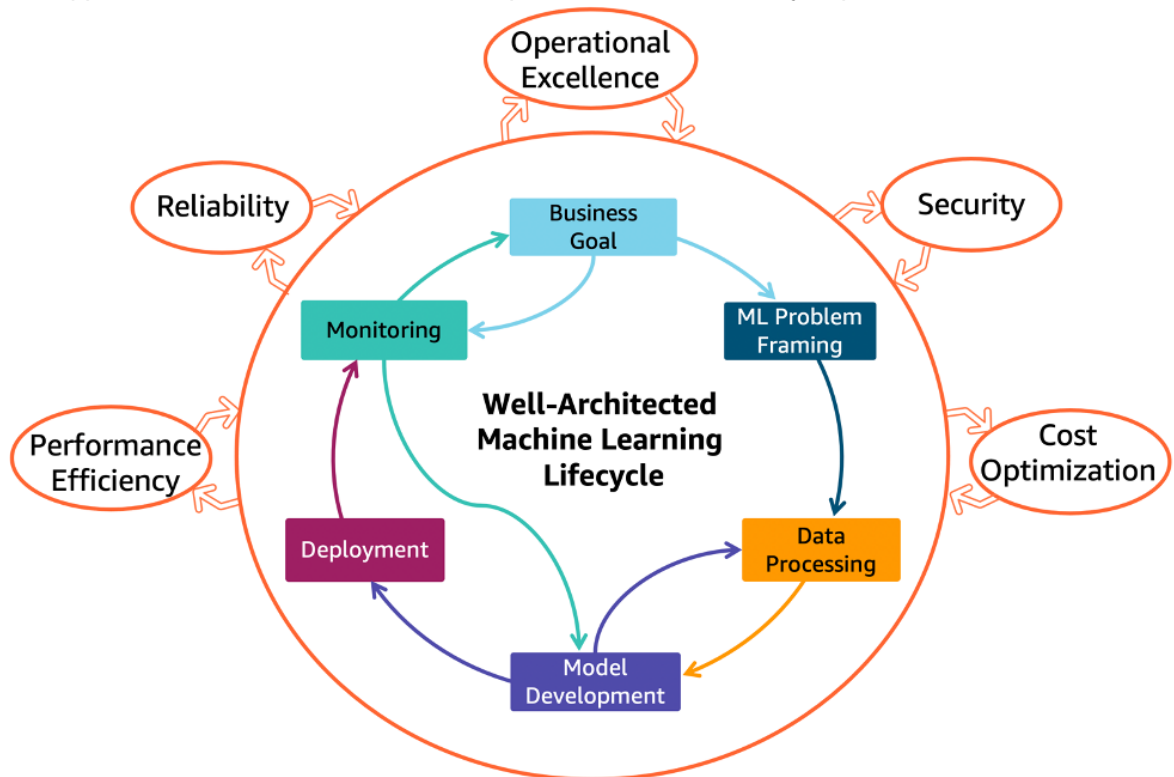 Operational
Excellence
Reliability
Security
Business
Goal
Monitoring
ML Problem
Framing
Well-Architected
Machine Learning
Lifecycle
Performance
Efficiency
Cost
Optimization
Deployment
Data
Processing
Model
Development